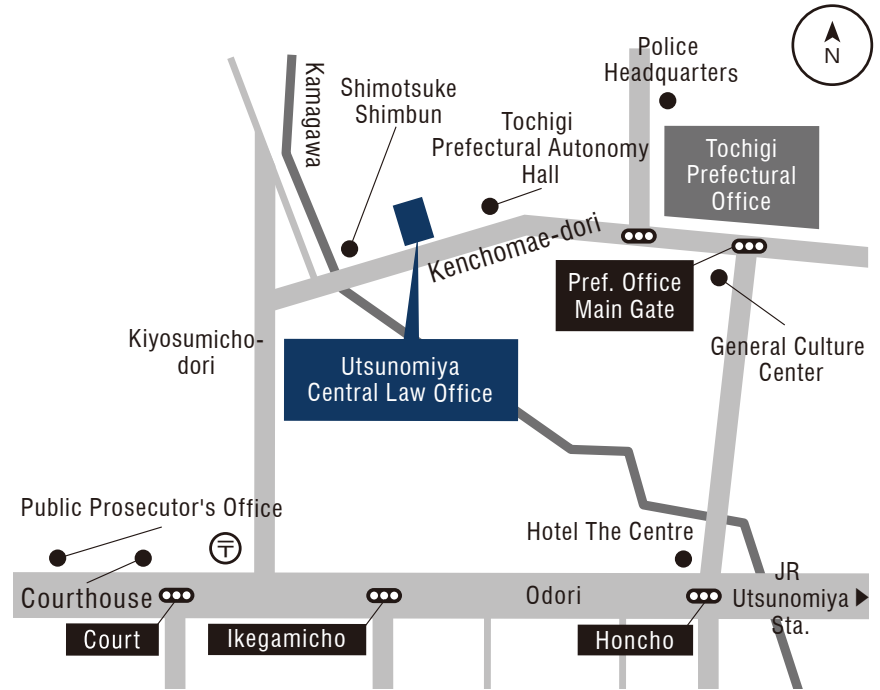 N
Police
Headquarters
Kamagawa
Shimotsuke
Shimbun
Tochigi
Prefectural Autonomy
Hall
Tochigi
Prefectural
Office
Kenchomae-dori
Pref. Office
Main Gate
General Culture
Center
Kiyosumicho-
dori
Utsunomiya
Central Law Office
Public Prosecutor's Office
〒
Hotel The Centre
Courthouse
Odori
JR
Utsunomiya ▶
Sta.
Court
Ikegamicho
Honcho